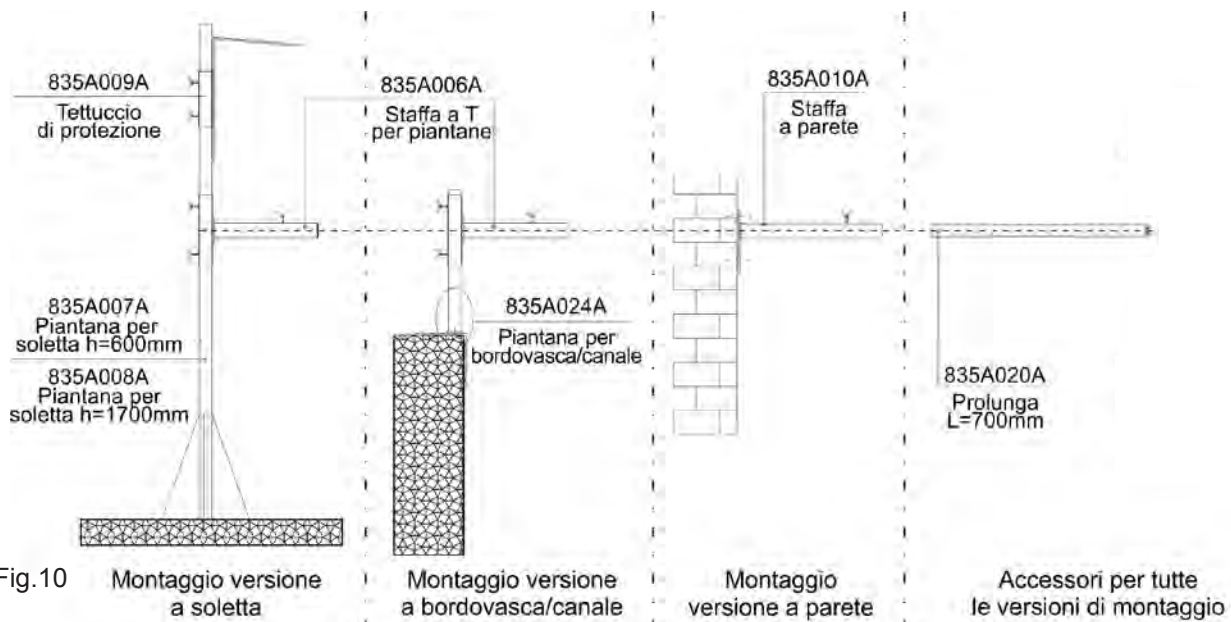 835A009A
Tettuccio
di protezione
835A007A
Piantana per
soletta h=600mm
835A008A
Piantana per
soletta h=1700mm
835A006A
Staffa a T
per piantane
835A024A
Piantana per
bordovasca/canale
835A010A
Staffa
a parete
835A020A
Prolunga
L=700mm
Fig.10
Montaggio versione
a soletta
Montaggio versione
a bordovasca/canale
Montaggio
versione a parete
Accessori per tutte
le versioni di montaggio